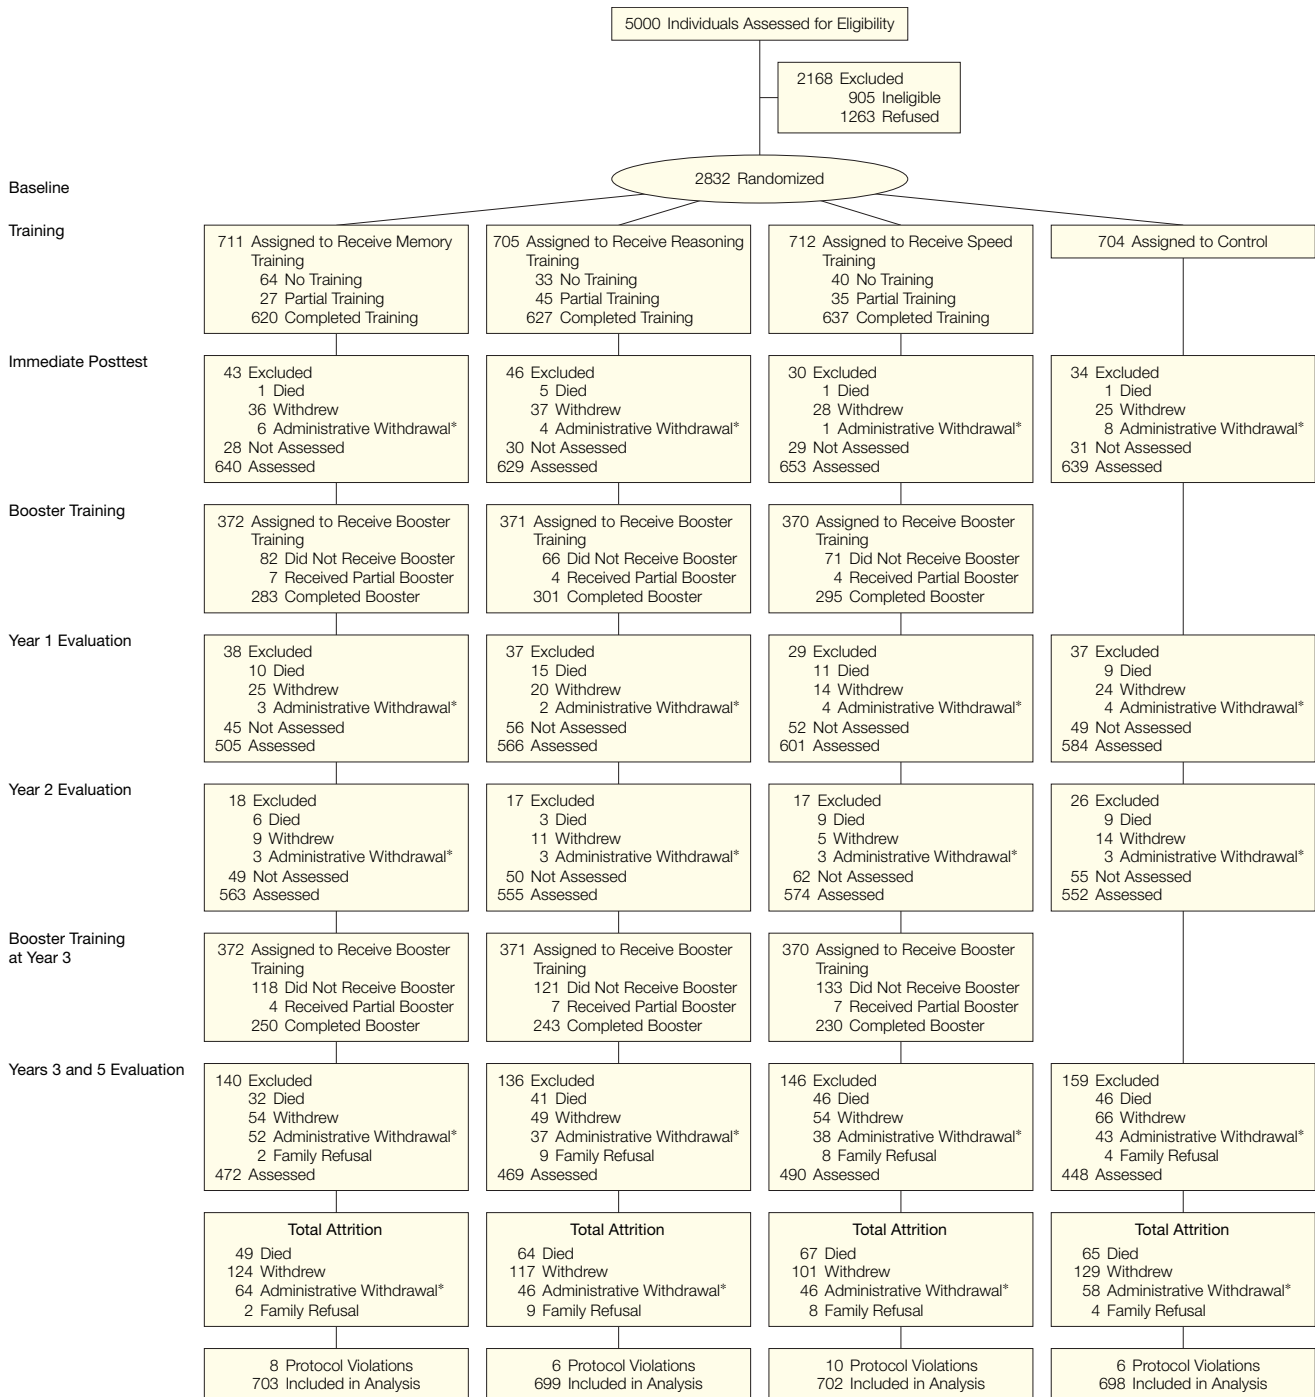 5000 Individuals Assessed for Eligibility
2168 Excluded
905 Ineligible
1263 Refused
Baseline
2832 Randomized
Training
711 Assigned to Receive Memory
Training
64 No Training
27 Partial Training
620 Completed Training
705 Assigned to Receive Reasoning
Training
33 No Training
45 Partial Training
627 Completed Training
712 Assigned to Receive Speed
Training
40 No Training
35 Partial Training
637 Completed Training
704 Assigned to Control
Immediate Posttest
43 Excluded
1 Died
36 Withdrew
6 Administrative Withdrawal*
28 Not Assessed
640 Assessed
46 Excluded
5 Died
37 Withdrew
4 Administrative Withdrawal*
30 Not Assessed
629 Assessed
30 Excluded
1 Died
28 Withdrew
1 Administrative Withdrawal*
29 Not Assessed
653 Assessed
34 Excluded
1 Died
25 Withdrew
8 Administrative Withdrawal*
31 Not Assessed
639 Assessed
Booster Training
372 Assigned to Receive Booster
Training
82 Did Not Receive Booster
7 Received Partial Booster
283 Completed Booster
371 Assigned to Receive Booster
Training
66 Did Not Receive Booster
4 Received Partial Booster
301 Completed Booster
370 Assigned to Receive Booster
Training
71 Did Not Receive Booster
4 Received Partial Booster
295 Completed Booster
Year 1 Evaluation
38 Excluded
10 Died
25 Withdrew
3 Administrative Withdrawal*
45 Not Assessed
505 Assessed
37 Excluded
15 Died
20 Withdrew
2 Administrative Withdrawal*
56 Not Assessed
566 Assessed
29 Excluded
11 Died
14 Withdrew
4 Administrative Withdrawal*
52 Not Assessed
601 Assessed
37 Excluded
9 Died
24 Withdrew
4 Administrative Withdrawal*
49 Not Assessed
584 Assessed
Year 2 Evaluation
18 Excluded
6 Died
9 Withdrew
3 Administrative Withdrawal*
49 Not Assessed
563 Assessed
17 Excluded
3 Died
11 Withdrew
3 Administrative Withdrawal*
50 Not Assessed
555 Assessed
17 Excluded
9 Died
5 Withdrew
3 Administrative Withdrawal*
62 Not Assessed
574 Assessed
26 Excluded
9 Died
14 Withdrew
3 Administrative Withdrawal*
55 Not Assessed
552 Assessed
Booster Training
at Year 3
372 Assigned to Receive Booster
Training
118 Did Not Receive Booster
4 Received Partial Booster
250 Completed Booster
371 Assigned to Receive Booster
Training
121 Did Not Receive Booster
7 Received Partial Booster
243 Completed Booster
370 Assigned to Receive Booster
Training
133 Did Not Receive Booster
7 Received Partial Booster
230 Completed Booster
Years 3 and 5 Evaluation
140 Excluded
32 Died
54 Withdrew
52 Administrative Withdrawal*
2 Family Refusal
472 Assessed
136 Excluded
41 Died
49 Withdrew
37 Administrative Withdrawal*
9 Family Refusal
469 Assessed
146 Excluded
46 Died
54 Withdrew
38 Administrative Withdrawal*
8 Family Refusal
490 Assessed
159 Excluded
46 Died
66 Withdrew
43 Administrative Withdrawal*
4 Family Refusal
448 Assessed
Total Attrition
49 Died
124 Withdrew
64 Administrative Withdrawal*
2 Family Refusal
Total Attrition
64 Died
117 Withdrew
46 Administrative Withdrawal*
9 Family Refusal
Total Attrition
67 Died
101 Withdrew
46 Administrative Withdrawal*
8 Family Refusal
Total Attrition
65 Died
129 Withdrew
58 Administrative Withdrawal*
4 Family Refusal
8 Protocol Violations
703 Included in Analysis
6 Protocol Violations
699 Included in Analysis
10 Protocol Violations
702 Included in Analysis
6 Protocol Violations
698 Included in Analysis